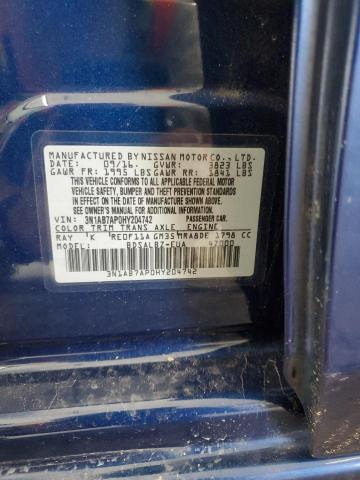 MANUFACTURED BY NISSAN MOTOR CO., LTD.
DATE: 09/16. GVWR: 3823 LBS
GAWR FR: 1995 LBS GAWR RR: 1841 LBS
THIS VEHICLE CONFORMS TO ALL APPLICABLE FEDERAL MOTOR
VEHICLE SAFETY, BUMPER AND THEFT PREVENTION STANDARDS
IN EFFECT ON THE DATE OF MANUFACTURE SHOWN ABOVE.
SEE OWNERS MANUAL FOR ADDITIONAL INFORMATION.
VIN: 3N1AB7AP0HY204742 PASSENGER CAR.
COLOR TRIM TRANS AXLE ENGINE
RAY K RE0F11A GM35 MRA8DE 1798 CC
BDSALBZ-EUA 47000
3N1AB7AP0HY204742